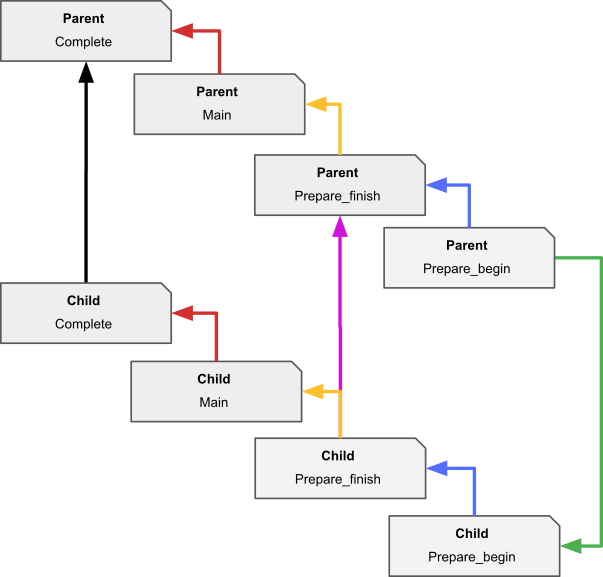 Parent
Complete
Parent
Main
Parent
Prepare_finish
Parent
Prepare_begin
Child
Complete
Child
Main
Child
Prepare_finish
Child
Prepare_begin